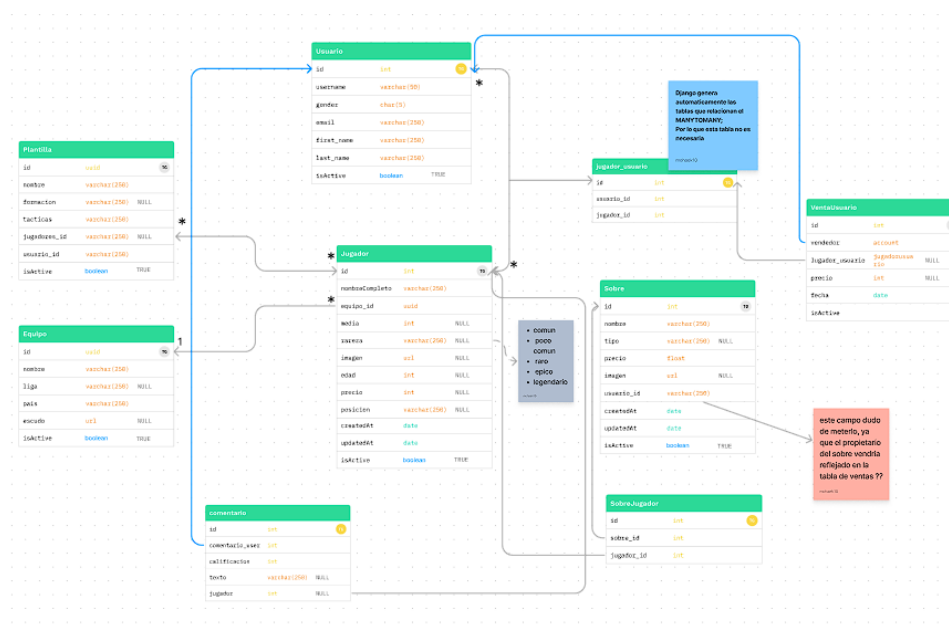 Usuario
id int
username varchar(50)
gender char(5)
email varchar(250)
first_name varchar(250)
last_name varchar(250)
isActive boolean TRUE
Django genera
automaticamente las
tablas que relacionan el
MANYTOMANY;
Por lo que esta tabla no es
necesaria
Plantilla
id uuid
nombre varchar(250)
formacion varchar(250) NULL
tacticas varchar(250)
jugadores_id varchar(250) NULL
usuario_id varchar(250)
isActive boolean TRUE
*
*
jugador_usuario
id int
usuario_id int
jugador_id int
VentaUsuario
id int
vendedor account
Jugador_usuario jugadorusua
rio NULL
precio int NULL
fecha date
isActive
Jugador
*
*
id int
nombreCompleto varchar(250)
equipo_id uuid
*
media int NULL
rareza varchar(250) NULL
imagen url NULL
edad int NULL
precio int NULL
posicion varchar(250) NULL
createdAt date
updatedAt date
isActive boolean TRUE
comun
poco
comun
raro
epico
legendario
Sobre
id int
nombre varchar(250)
tipo varchar(250) NULL
precio float
imagen url NULL
usuario_id varchar(250)
createdAt date
updatedAt date
isActive boolean TRUE
Equipo
1
id uuid
nombre varchar(250)
liga varchar(250) NULL
pais varchar(250)
escudo url NULL
isActive boolean TRUE
este campo dudo
de meterlo, ya
que el propietario
del sobre vendría
reflejado en la
tabla de ventas ??
comentario
id int
comentario_user int
calificacion int
texto varchar(250) NULL
jugador int NULL
SobreJugador
id int
sobre_id int
jugador_id int